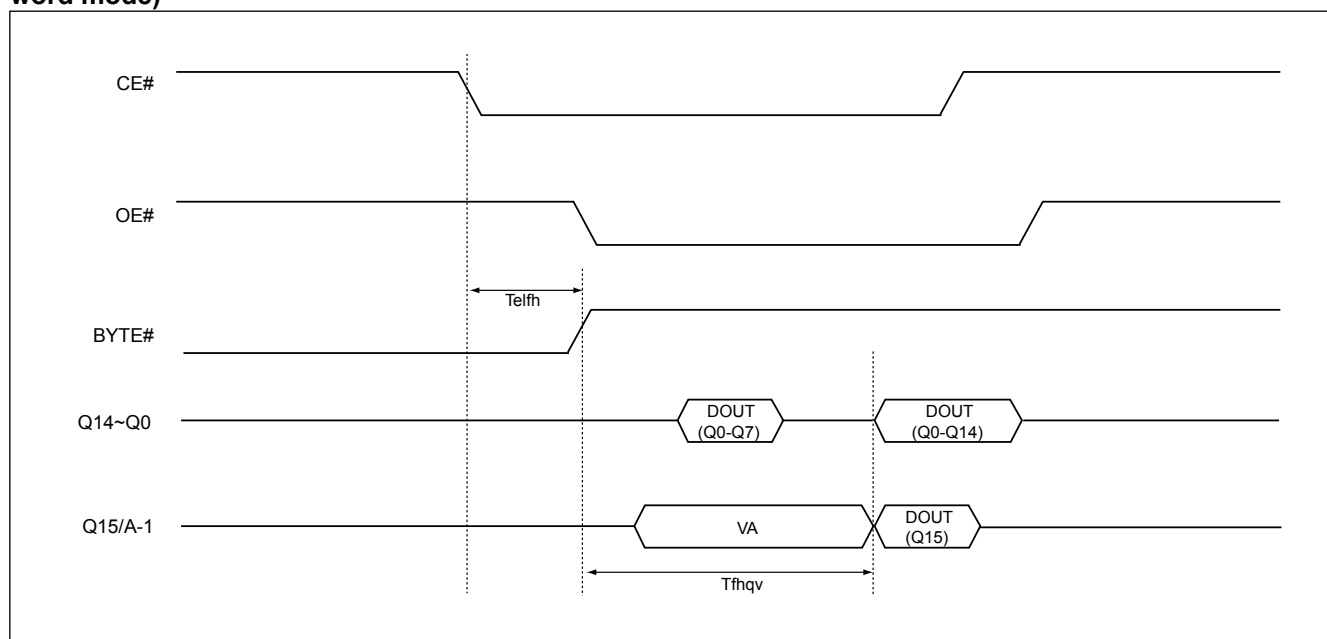 word mode)
CE#
OE#
Telfh
BYTE#
Q14~Q0
DOUT
(Q0-Q7)
DOUT
(Q0-Q14)
Q15/A-1
VA
DOUT
(Q15)
Tfhqv